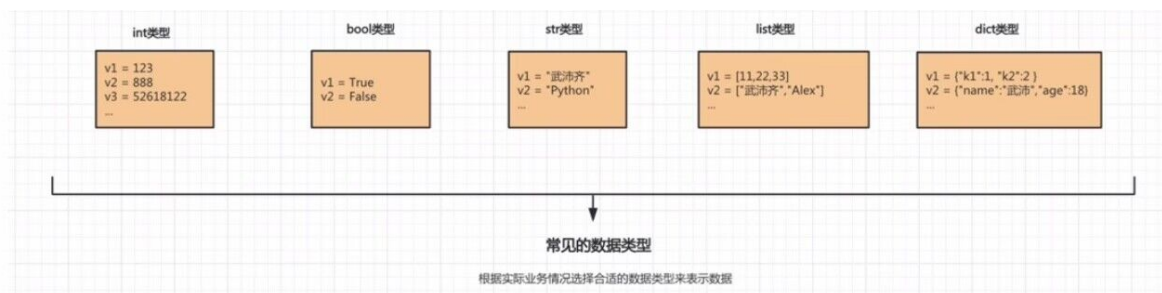 int类型
v1 = 123
v2 = 888
v3 = 52618122
...
bool类型
v1 = True
v2 = False
str类型
v1 = "武沛齐"
v2 = "Python"
...
list类型
v1 = [11,22,33]
v2 = ["武沛齐","Alex"]
...
dict类型
v1 = {"k1":1, "k2":2 }
v2 = {"name":"武沛","age":18}
...
常见的数据类型
根据实际业务情况选择合适的数据类型来表示数据